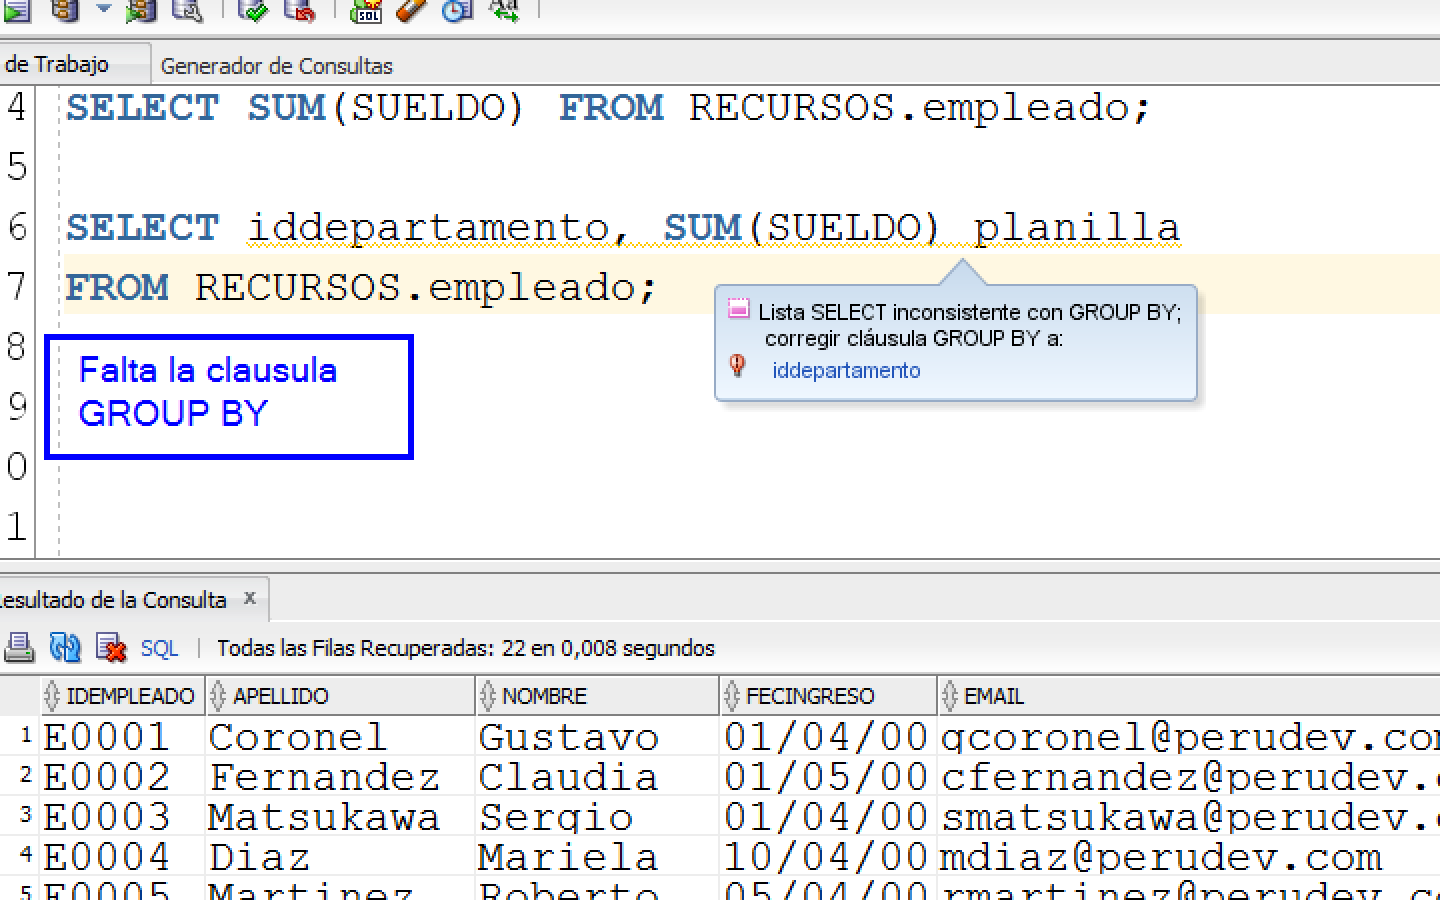 de Trabajo Generador de Consultas
4 SELECT SUM(SUELDO) FROM RECURSOS.empleado;
5
6 SELECT iddepartamento, SUM(SUELDO) planilla
7 FROM RECURSOS.empleado;
Lista SELECT inconsistente con GROUP BY;
corregir cláusula GROUP BY a:
iddepartamento
8
Falta la clausula
9
GROUP BY
0
1
Resultado de la Consulta x
SQL | Todas las Filas Recuperadas: 22 en 0,008 segundos
IDEMPLEADO APELLIDO NOMBRE FECINGRESO EMAIL
1 E0001 Coronel Gustavo 01/04/00 gcoronel@perudev.com
2 E0002 Fernandez Claudia 01/05/00 cfernandez@perudev.
3 E0003 Matsukawa Sergio 01/04/00 smatsukawa@perudev.
4 E0004 Diaz Mariela 10/04/00 mdiaz@perudev.com
5 E0005 Martinez Roberto 05/04/00 rmartinez@perudev.co